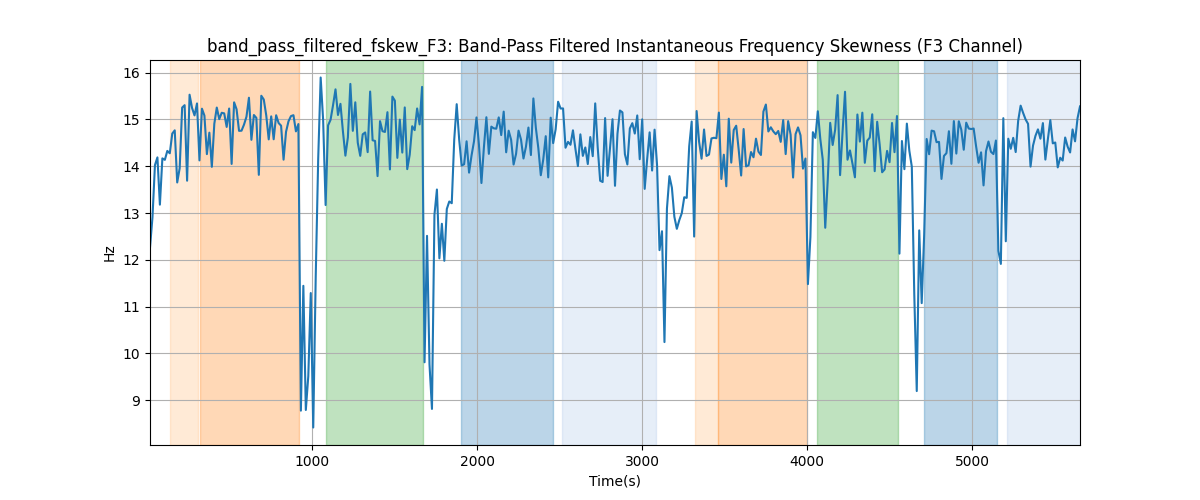 band_pass_filtered_fskew_F3: Band-Pass Filtered Instantaneous Frequency Skewness (F3 Channel)
16
15
14
13
12
11
10
9
Hz
1000 2000 3000 4000 5000
Time(s)